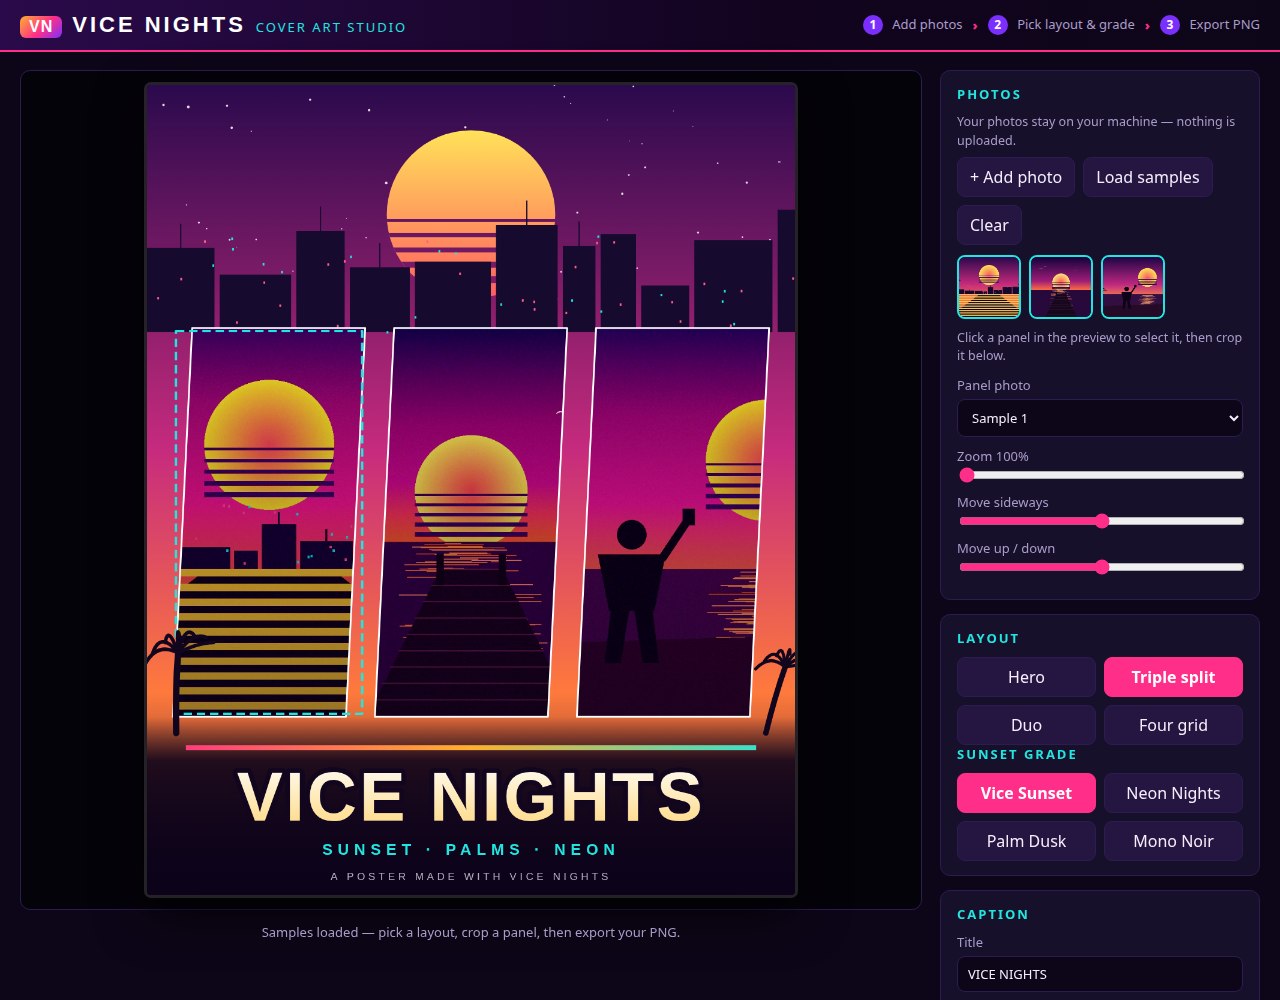 VN VICE NIGHTS COVER ART STUDIO
1 Add photos › 2 Pick layout & grade › 3 Export PNG
VICE NIGHTS
SUNSET · PALMS · NEON
A POSTER MADE WITH VICE NIGHTS
Samples loaded — pick a layout, crop a panel, then export your PNG.
PHOTOS
Your photos stay on your machine — nothing is
uploaded.
+ Add photo Load samples
Clear
Click a panel in the preview to select it, then crop
it below.
Panel photo
Sample 1
Zoom 100%
Move sideways
Move up / down
LAYOUT
Hero Triple split
Duo Four grid
SUNSET GRADE
Vice Sunset Neon Nights
Palm Dusk Mono Noir
CAPTION
Title
VICE NIGHTS